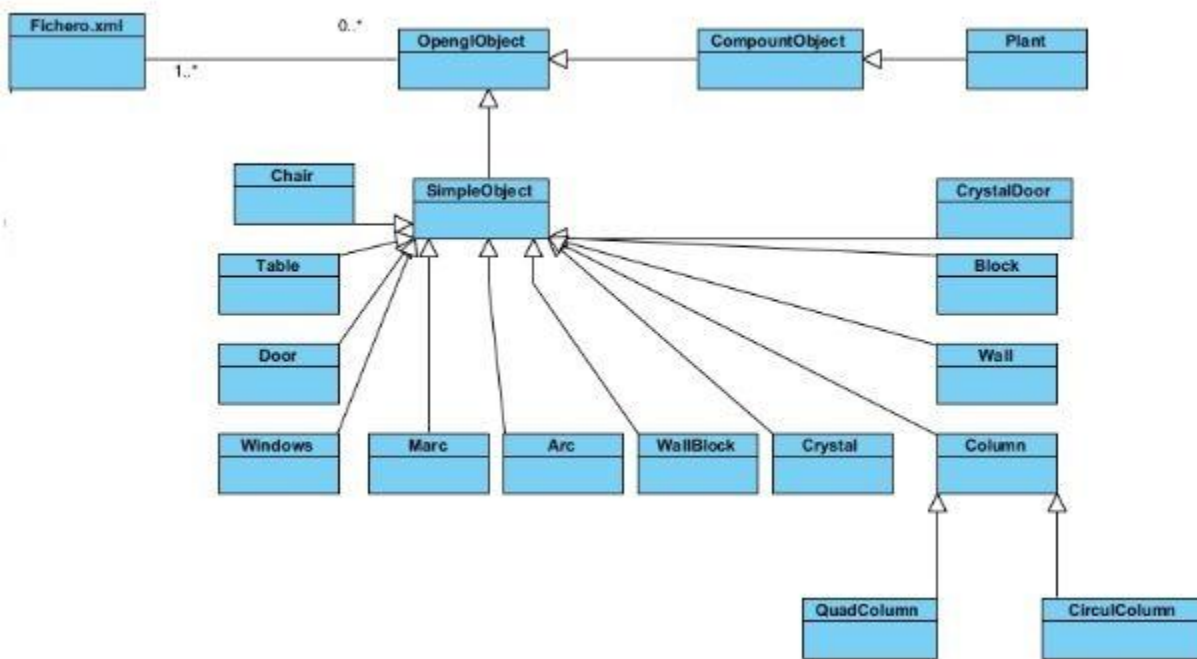 Fichero.xml
0..*
OpenglObject
CompountObject
Plant
1..*
Chair
SimpleObject
CrystalDoor
Table
Block
Door
Wall
Windows
Marc
Arc
WallBlock
Crystal
Column
QuadColumn
CirculColumn